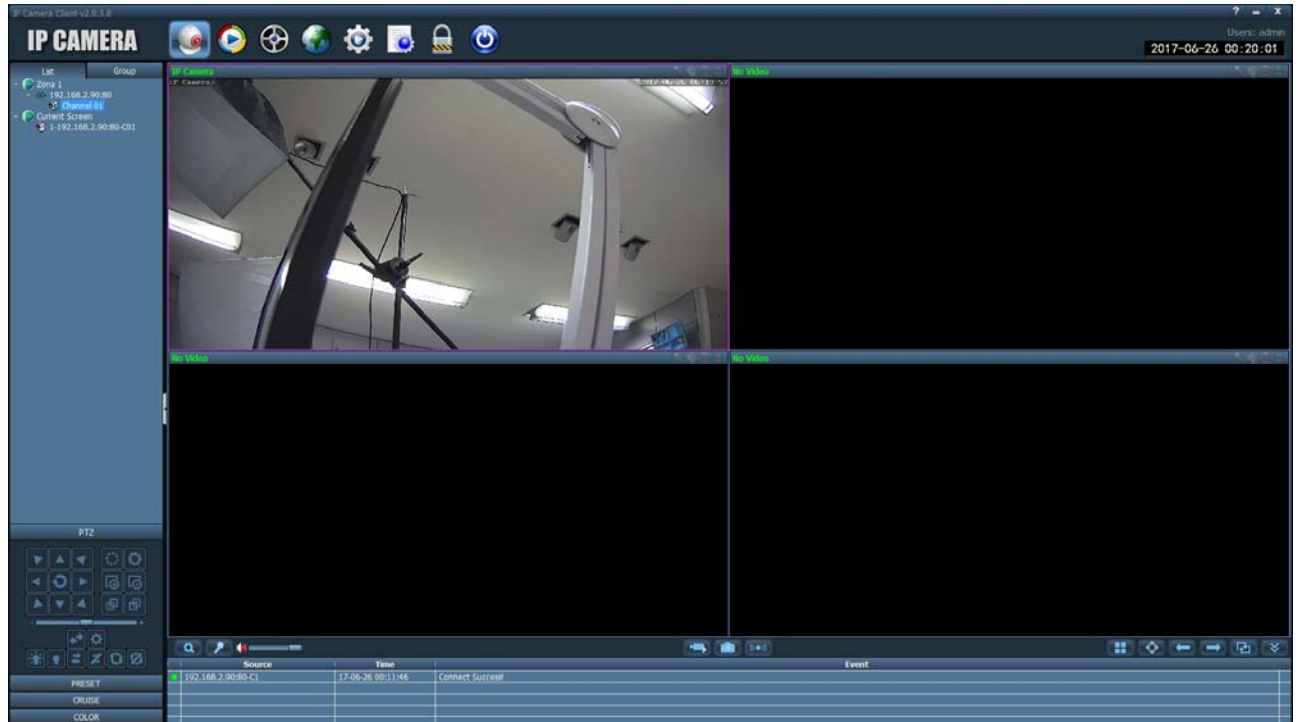 IP Camera Client-v2.0.3.8
? – x
IP CAMERA
Users: admin
2017-06-26 00:20:01
List Group
Zona 1
192.168.2.90:80
Channel 01
Current Screen
1-192.168.2.90:80-C01
IP Camera
IP Camera
No Video
No Video
No Video
PTZ
PRESET
CRUISE
COLOR
Source Time Event
192.168.2.90:80-C1 17-06-26 00:11:46 Connect Success!